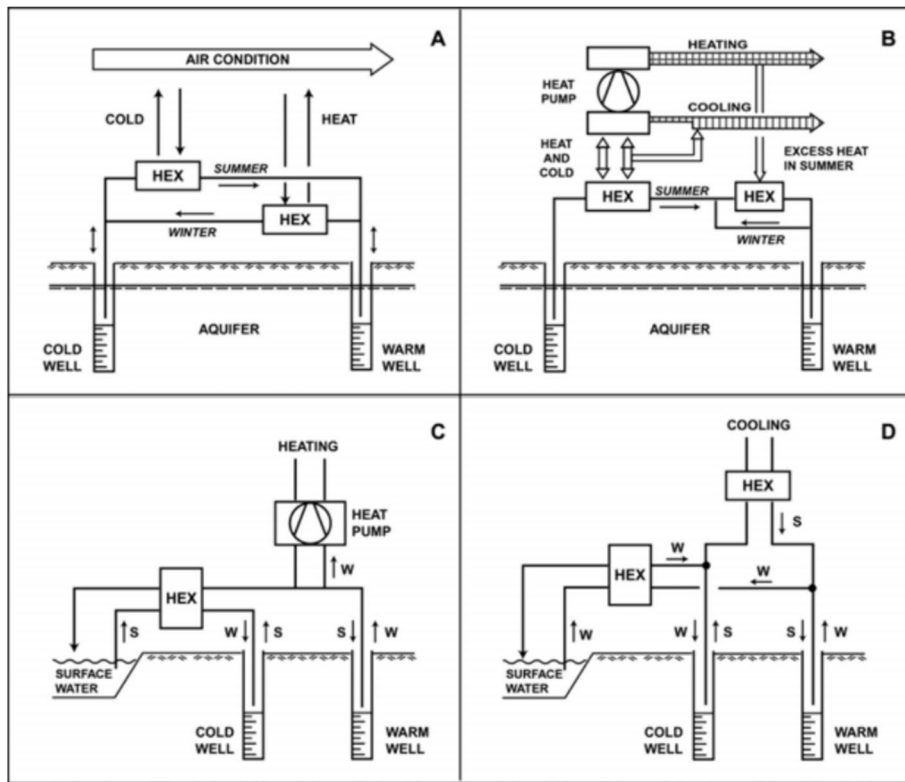 A
AIR CONDITION
COLD
HEAT
HEX
SUMMER
HEX
WINTER
AQUIFER
COLD
WELL
WARM
WELL
B
HEATING
HEAT
PUMP
COOLING
HEAT
AND
COLD
EXCESS HEAT
IN SUMMER
HEX
SUMMER
HEX
WINTER
AQUIFER
COLD
WELL
WARM
WELL
C
HEATING
HEAT
PUMP
W
HEX
S
W
S
S
W
SURFACE
WATER
COLD
WELL
WARM
WELL
D
COOLING
HEX
S
W
HEX
W
W
W
S
S
W
SURFACE
WATER
COLD
WELL
WARM
WELL